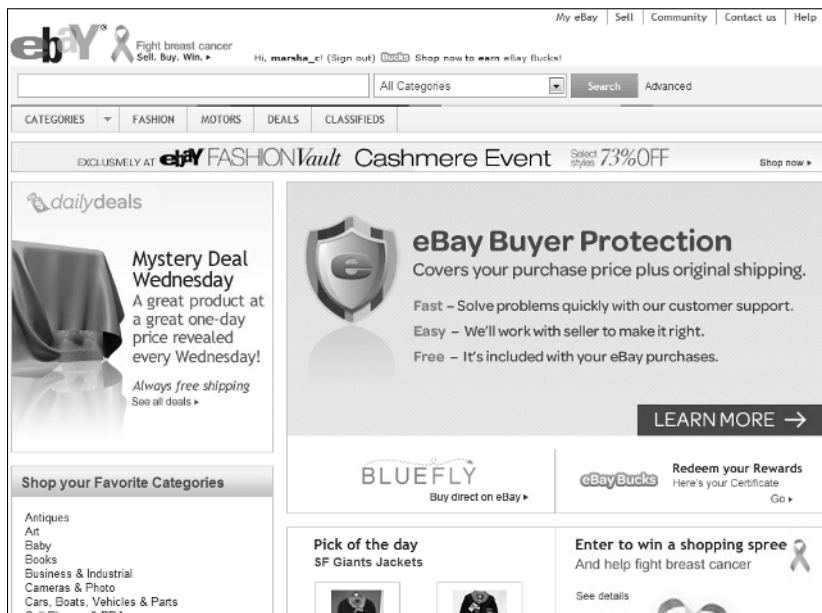 My eBay | Sell | Community | Contact us | Help
ebaY Fight breast cancer
Sell. Buy. Win. ▸
Hi, marsha_c! (Sign out) Bucks Shop now to earn eBay Bucks!
All Categories Search Advanced
CATEGORIES FASHION MOTORS DEALS CLASSIFIEDS
EXCLUSIVELY AT ebaY FASHION Vault Cashmere Event Select styles 73% OFF Shop now ▸
dailydeals
Mystery Deal
Wednesday
A great product at
a great one-day
price revealed
every Wednesday!
Always free shipping
See all deals ▸
e
eBay Buyer Protection
Covers your purchase price plus original shipping.
Fast – Solve problems quickly with our customer support.
Easy – We'll work with seller to make it right.
Free – It's included with your eBay purchases.
LEARN MORE →
BLUEFLY
Buy direct on eBay ▸
eBay Bucks
Redeem your Rewards
Here's your Certificate
Go ▸
Shop your Favorite Categories
Antiques
Art
Baby
Books
Business & Industrial
Cameras & Photo
Cars, Boats, Vehicles & Parts
Pick of the day
SF Giants Jackets
Enter to win a shopping spree
And help fight breast cancer
See details